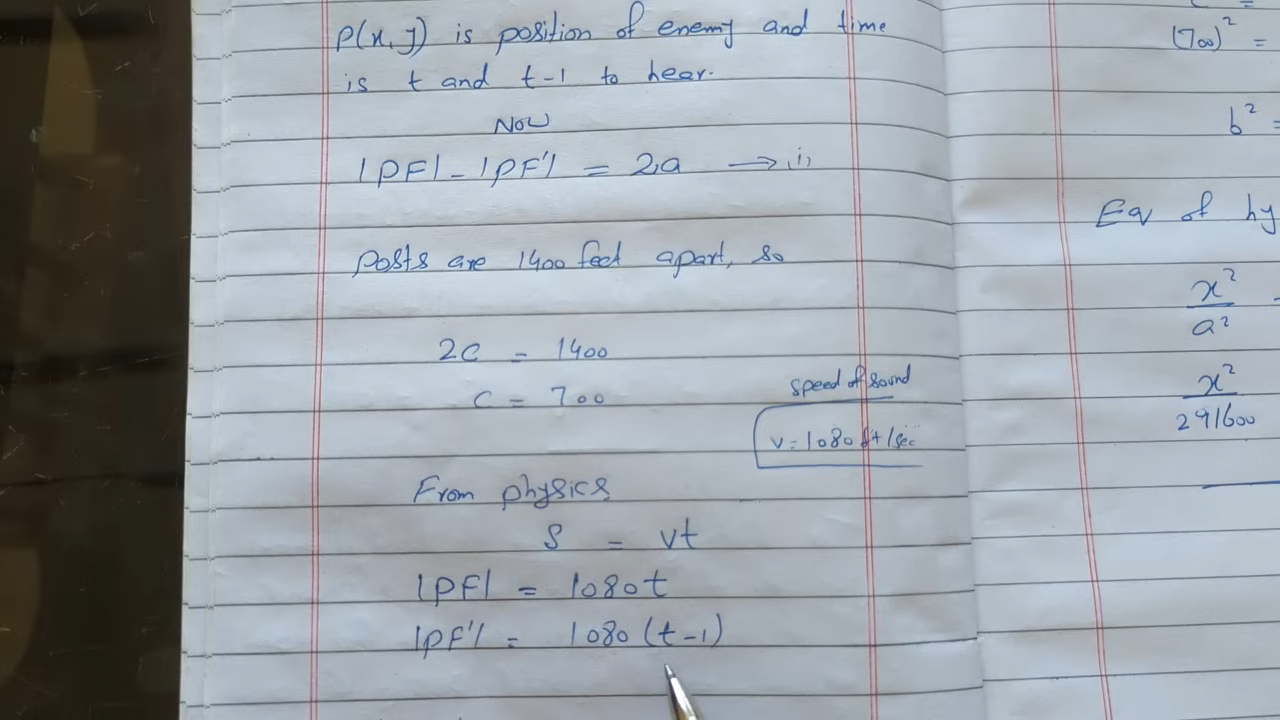 P(x,y) is position of enemy and time
is t and t-1 to hear.
Now
|PF| - |PF'| = 2a → i)
Posts are 1400 feet apart, so
2c = 1400
c = 700
speed of sound
v = 1080 ft/sec
From physics
S = vt
|PF| = 1080t
|PF'| = 1080(t-1)
(700)² =
b² =
Eq of hy
x²
a²
x²
291600